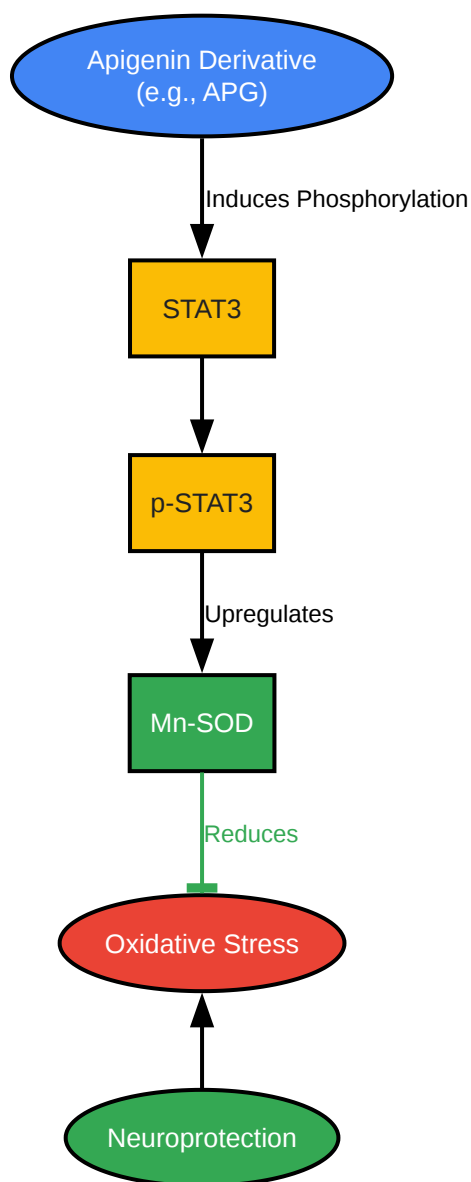 Apigenin Derivative
(e.g., APG)
Induces Phosphorylation
STAT3
p-STAT3
Upregulates
Mn-SOD
Reduces
Oxidative Stress
Neuroprotection